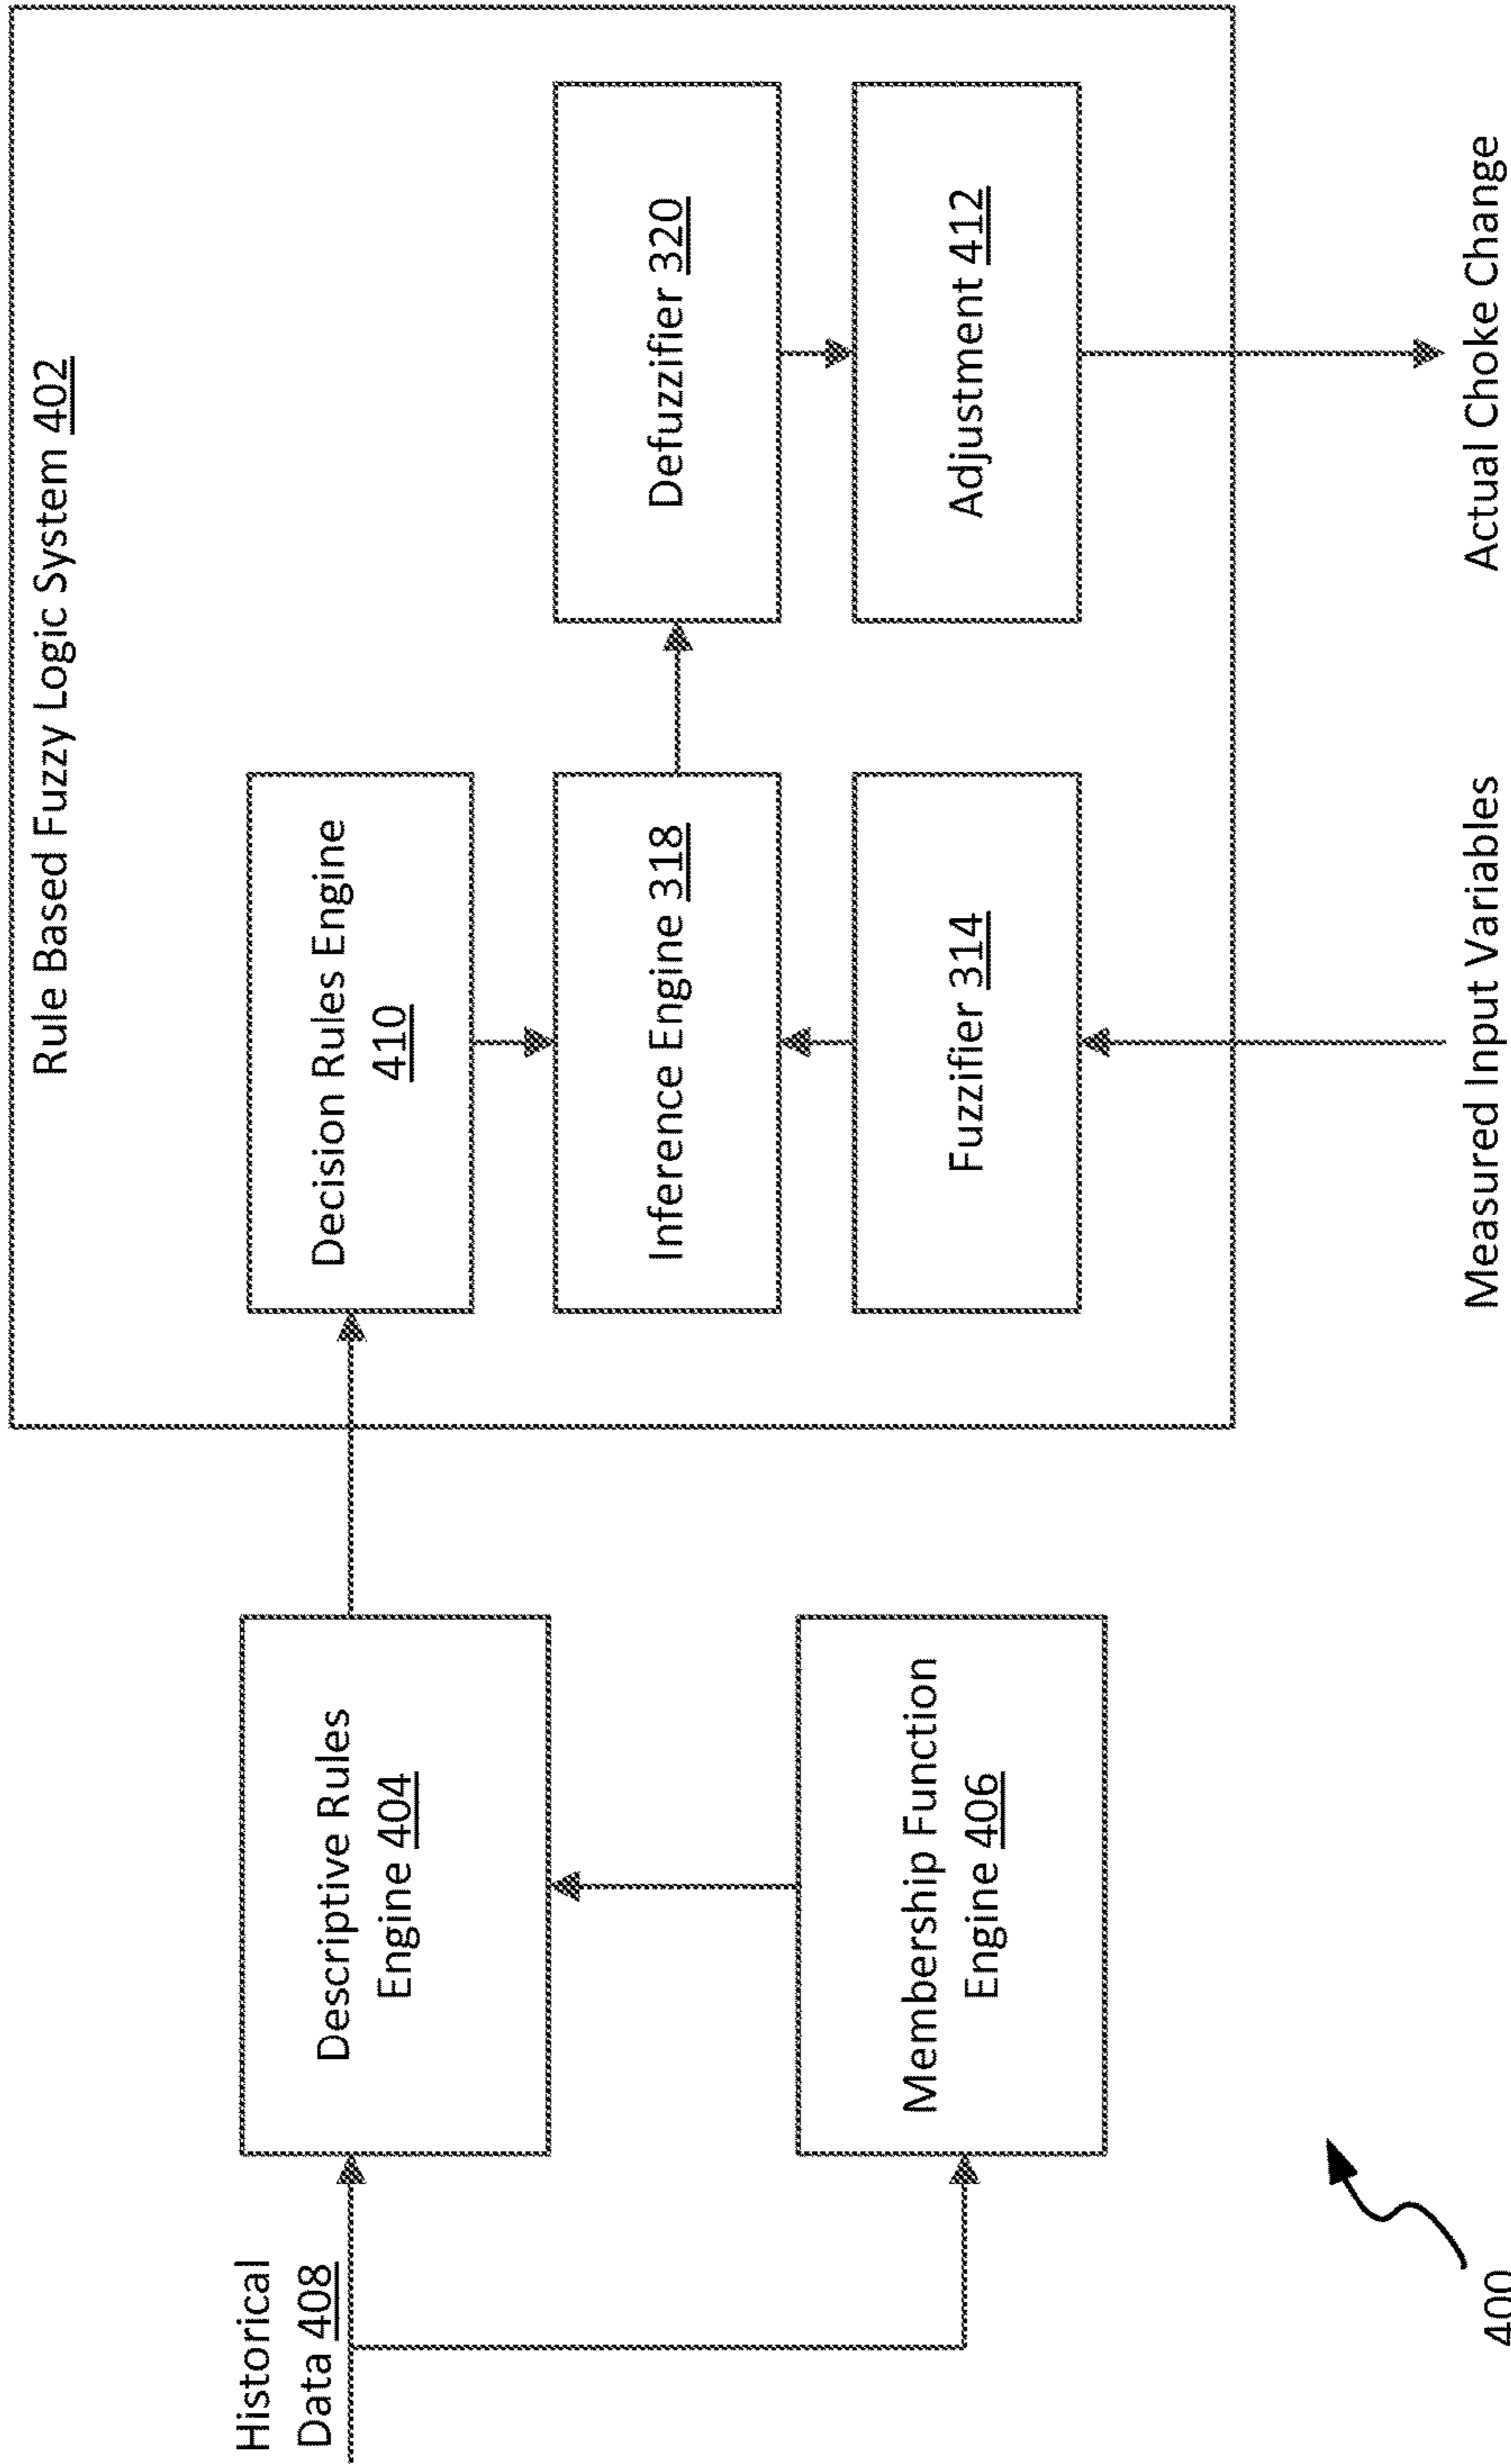 Rule Based Fuzzy Logic System 402
Historical
Data 408
Descriptive Rules
Engine 404
Membership Function
Engine 406
Decision Rules Engine
410
Inference Engine 318
Fuzzifier 314
Defuzzifier 320
Adjustment 412
Measured Input Variables
Actual Choke Change
400